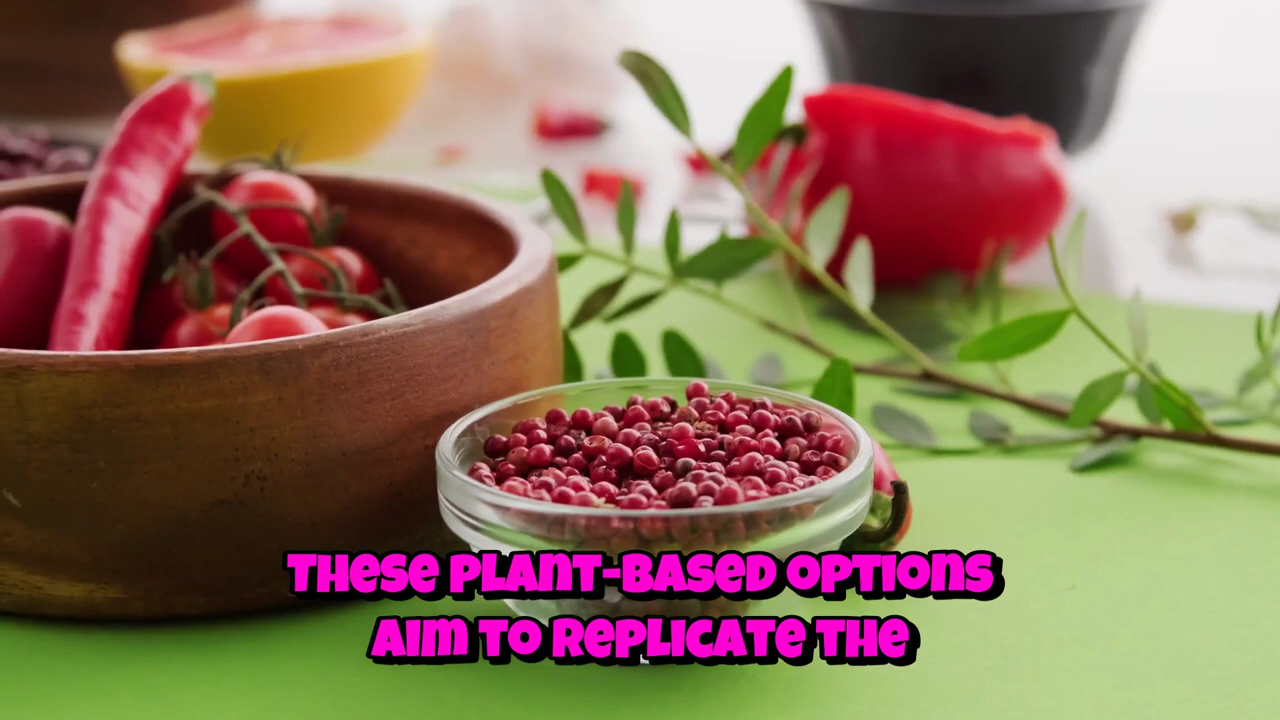 These plant-based options
aim to replicate the